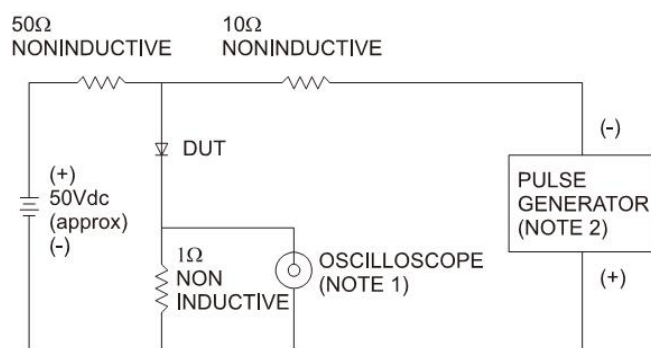 50Ω
NONINDUCTIVE
10Ω
NONINDUCTIVE
DUT
(+)
50Vdc
(approx)
(-)
1Ω
NON
INDUCTIVE
OSCILLOSCOPE
(NOTE 1)
(-)
PULSE
GENERATOR
(NOTE 2)
(+)